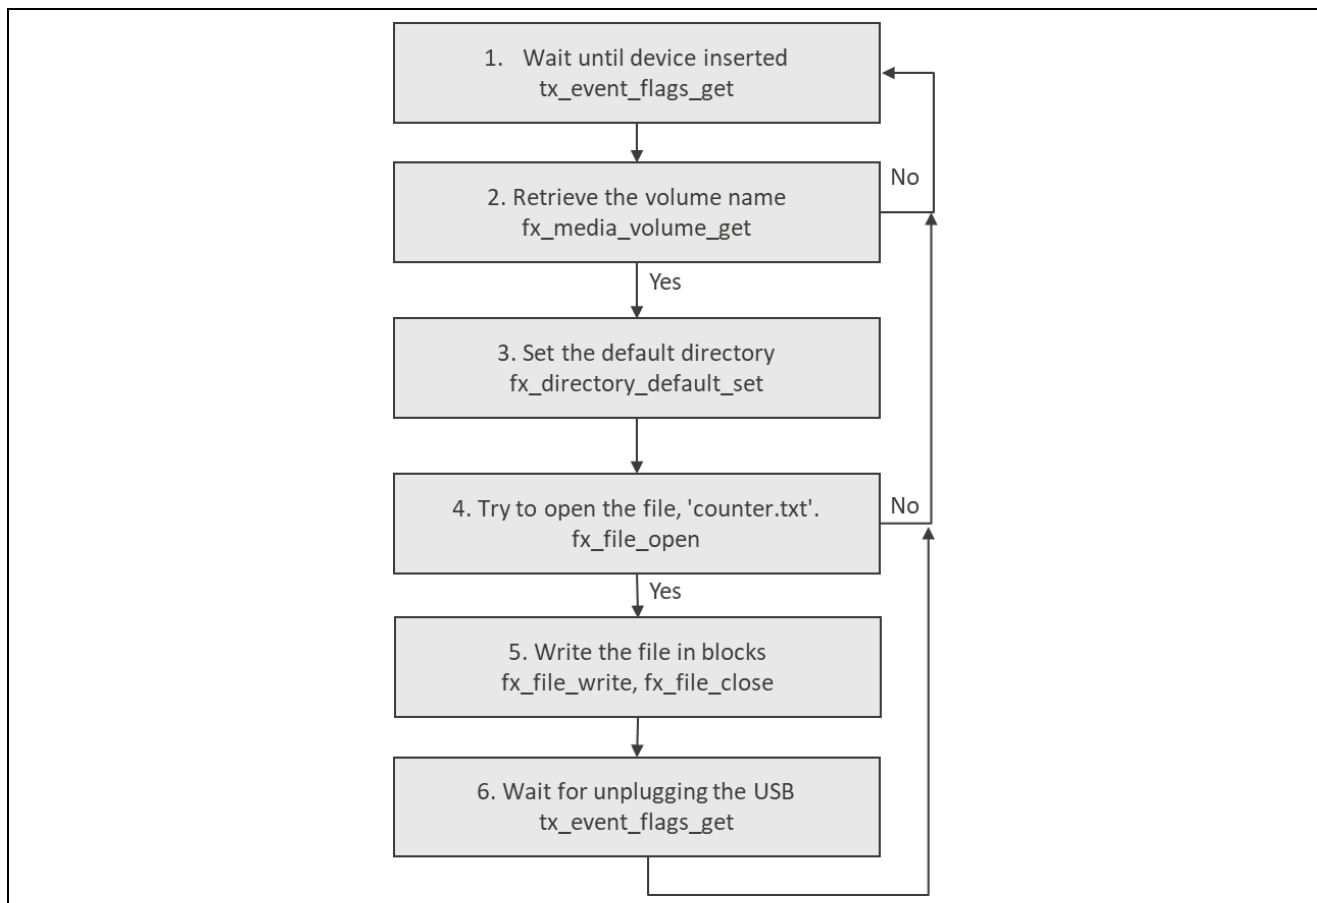 1. Wait until device inserted
tx_event_flags_get
No
2. Retrieve the volume name
fx_media_volume_get
Yes
3. Set the default directory
fx_directory_default_set
4. Try to open the file, 'counter.txt'.
No
fx_file_open
Yes
5. Write the file in blocks
fx_file_write, fx_file_close
6. Wait for unplugging the USB
tx_event_flags_get